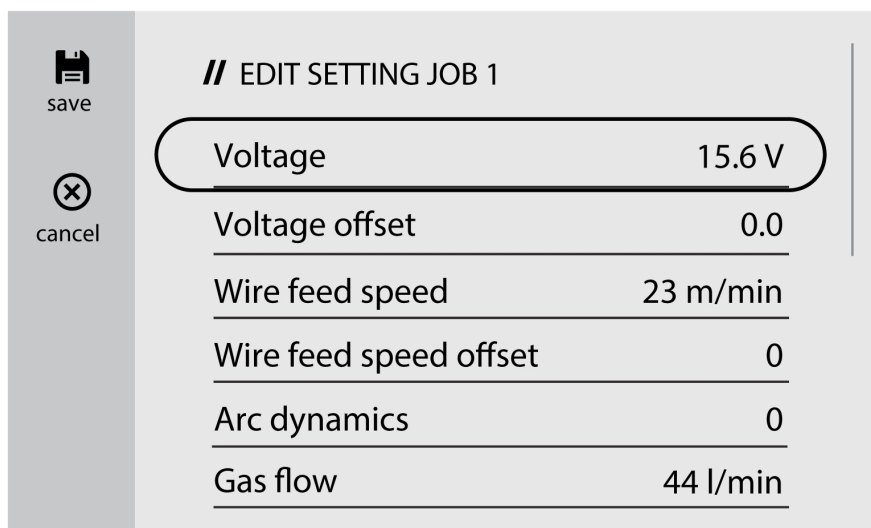 save
cancel
// EDIT SETTING JOB 1
Voltage 15.6 V
Voltage offset 0.0
Wire feed speed 23 m/min
Wire feed speed offset 0
Arc dynamics 0
Gas flow 44 l/min